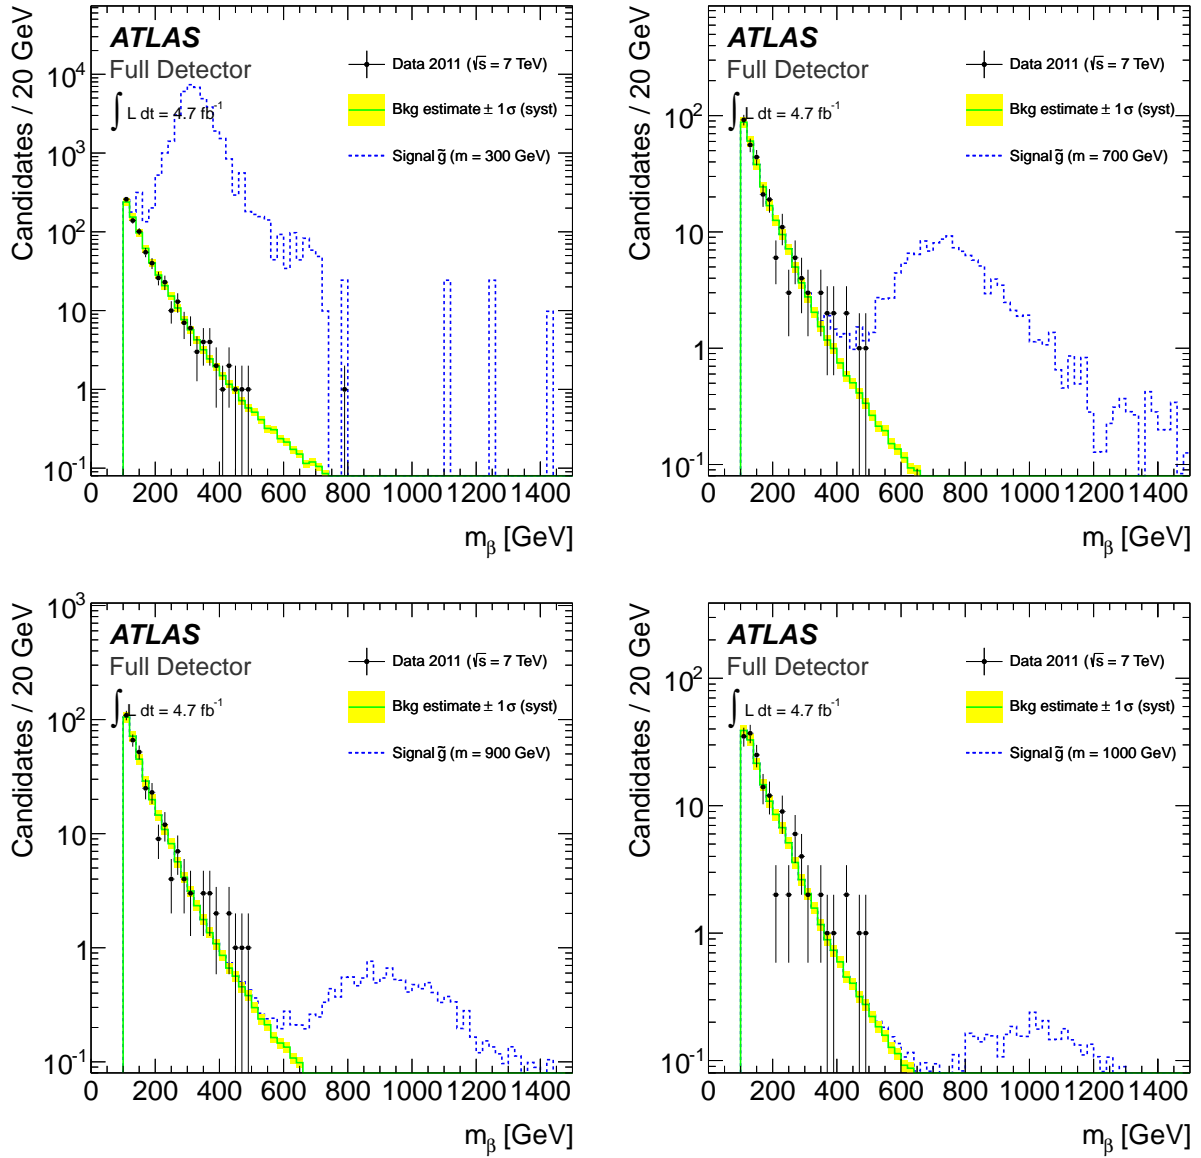 ATLAS
Full Detector
∫ L dt = 4.7 fb⁻¹
Data 2011 (√s = 7 TeV)
Bkg estimate ± 1σ (syst)
Signal g̃ (m = 300 GeV)
Candidates / 20 GeV
10⁴
10³
10²
10
1
10⁻¹
0 200 400 600 800 1000 1200 1400
m_β [GeV]
ATLAS
Full Detector
∫ L dt = 4.7 fb⁻¹
Data 2011 (√s = 7 TeV)
Bkg estimate ± 1σ (syst)
Signal g̃ (m = 700 GeV)
Candidates / 20 GeV
10²
10
1
10⁻¹
0 200 400 600 800 1000 1200 1400
m_β [GeV]
ATLAS
Full Detector
∫ L dt = 4.7 fb⁻¹
Data 2011 (√s = 7 TeV)
Bkg estimate ± 1σ (syst)
Signal g̃ (m = 900 GeV)
Candidates / 20 GeV
10³
10²
10
1
10⁻¹
0 200 400 600 800 1000 1200 1400
m_β [GeV]
ATLAS
Full Detector
∫ L dt = 4.7 fb⁻¹
Data 2011 (√s = 7 TeV)
Bkg estimate ± 1σ (syst)
Signal g̃ (m = 1000 GeV)
Candidates / 20 GeV
10²
10
1
10⁻¹
0 200 400 600 800 1000 1200 1400
m_β [GeV]